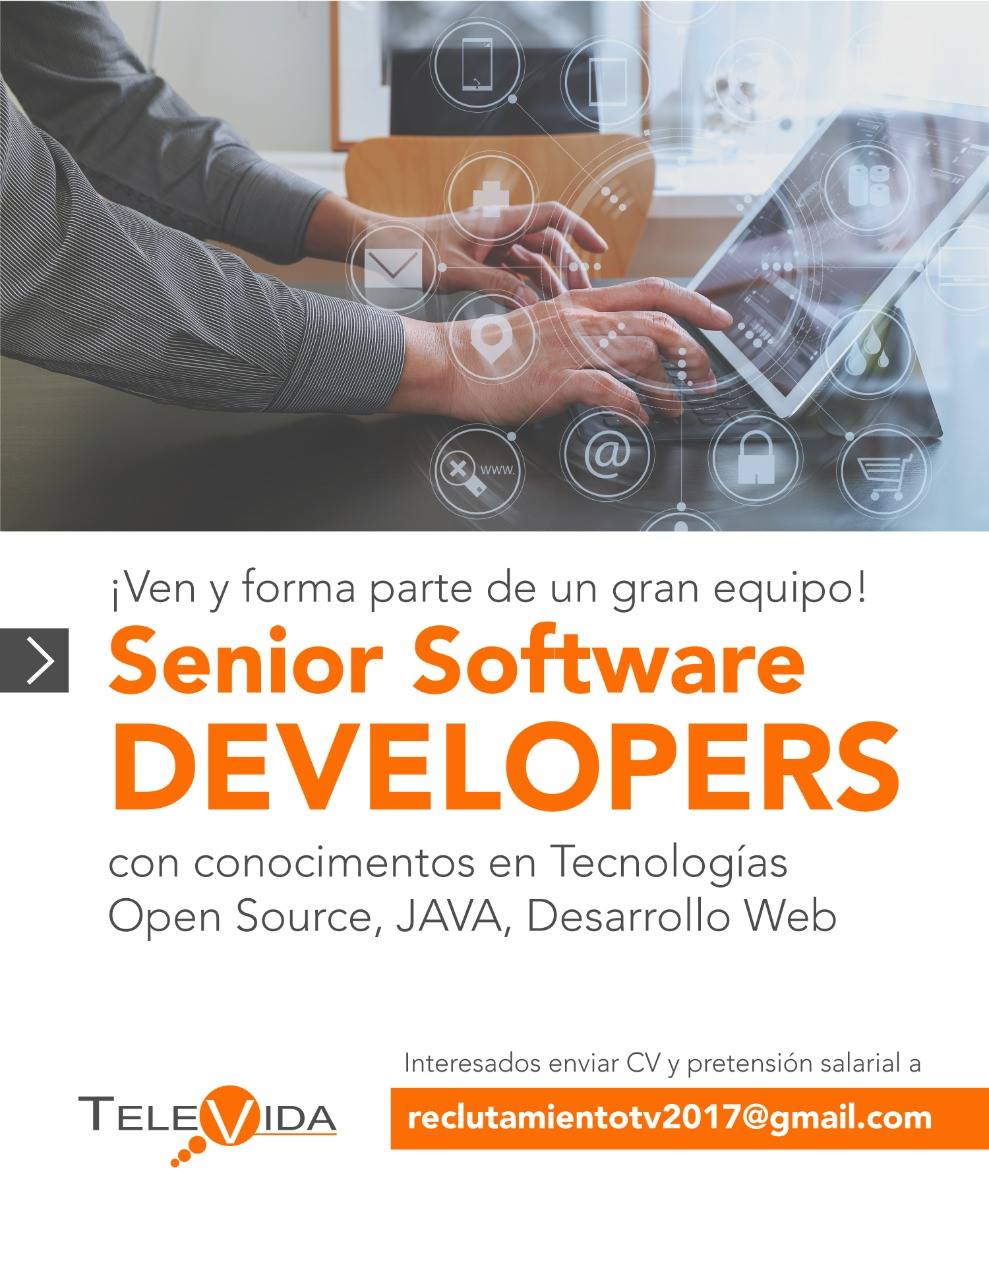 www.
@
¡Ven y forma parte de un gran equipo!
Senior Software
DEVELOPERS
con conocimentos en Tecnologías
Open Source, JAVA, Desarrollo Web
Interesados enviar CV y pretensión salarial a
TELEVIDA
reclutamientotv2017@gmail.com